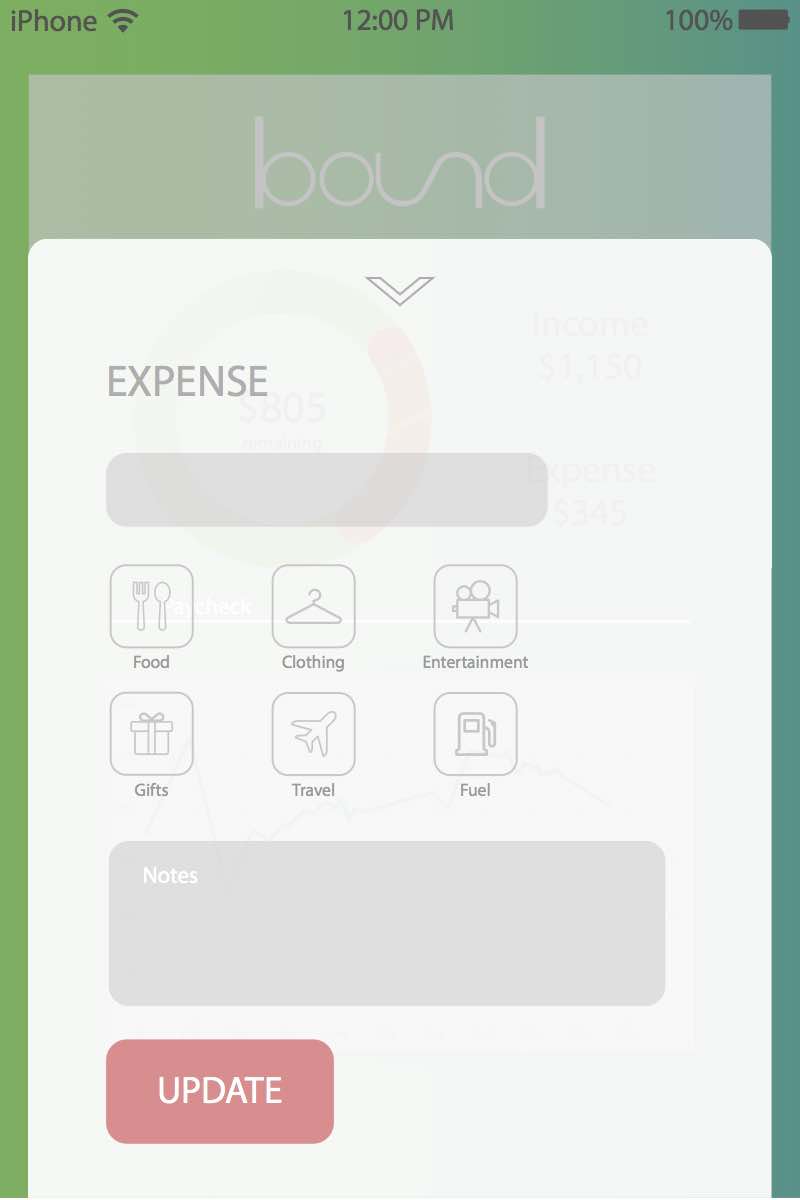 iPhone 12:00 PM 100%
bound
Income
$1,150
EXPENSE
$805
remaining
Expense
$345
Paycheck
Food Clothing Entertainment
Gifts Travel Fuel
Notes
UPDATE